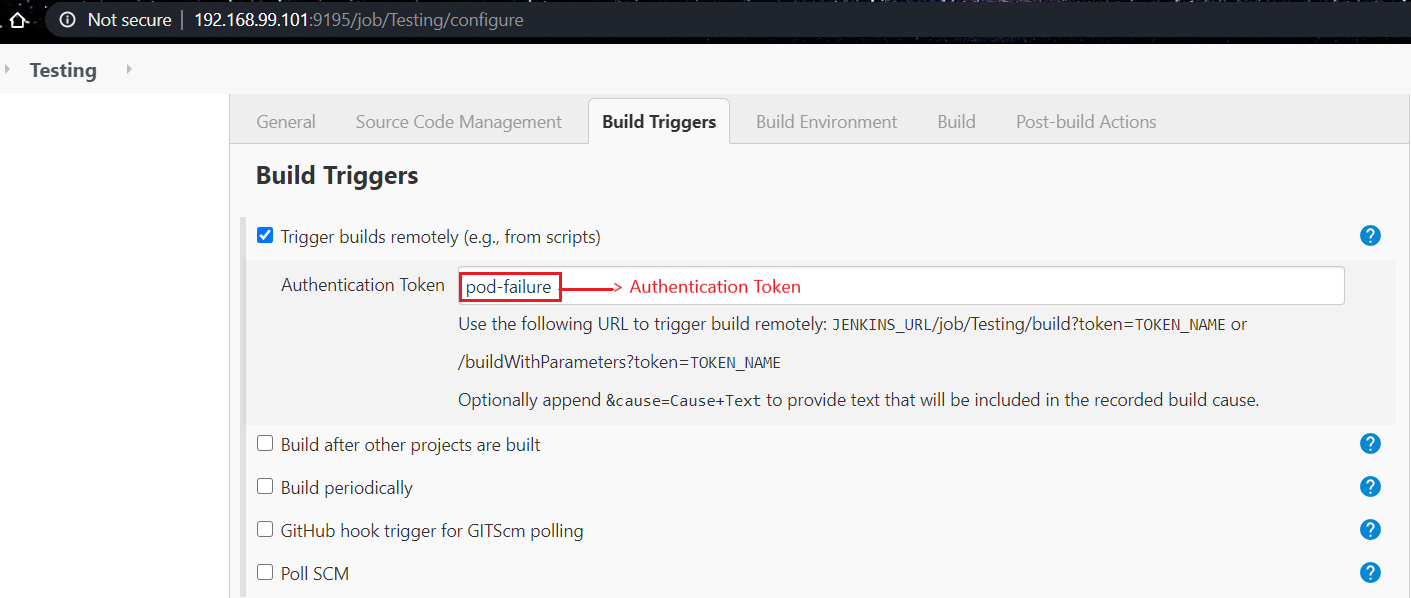 Not secure | 192.168.99.101:9195/job/Testing/configure
Testing
General Source Code Management Build Triggers Build Environment Build Post-build Actions
Build Triggers
Trigger builds remotely (e.g., from scripts)
Authentication Token pod-failure > Authentication Token
Use the following URL to trigger build remotely: JENKINS_URL/job/Testing/build?token=TOKEN_NAME or
/buildWithParameters?token=TOKEN_NAME
Optionally append &cause=Cause+Text to provide text that will be included in the recorded build cause.
Build after other projects are built
Build periodically
GitHub hook trigger for GITScm polling
Poll SCM